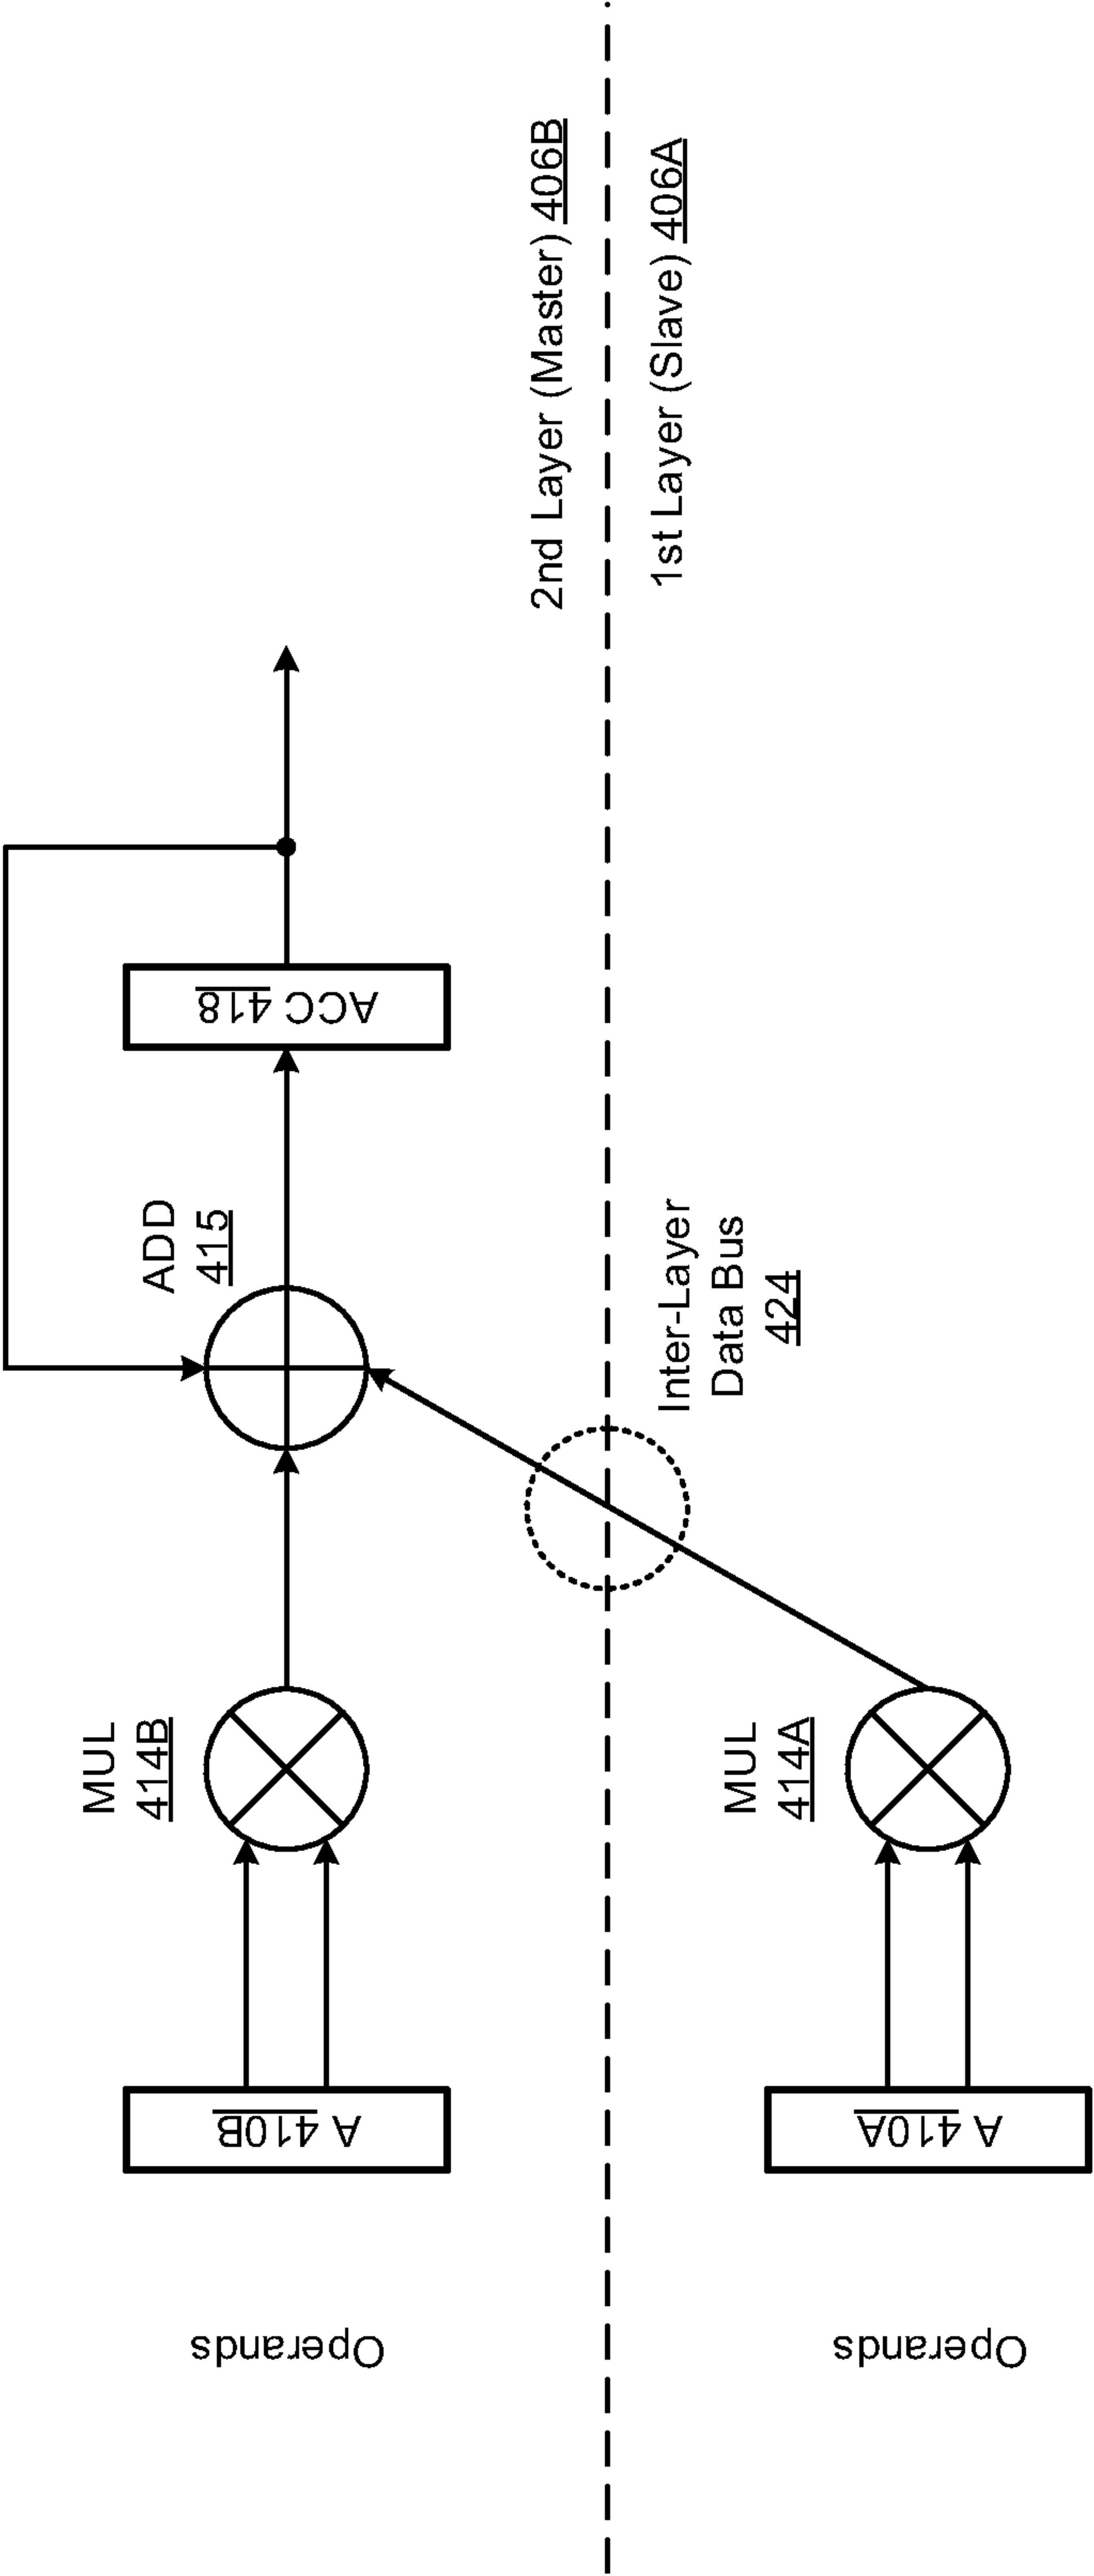 Operands
A 410B
MUL
414B
ADD
415
ACC 418
2nd Layer (Master) 406B
1st Layer (Slave) 406A
Inter-Layer
Data Bus
424
Operands
A 410A
MUL
414A